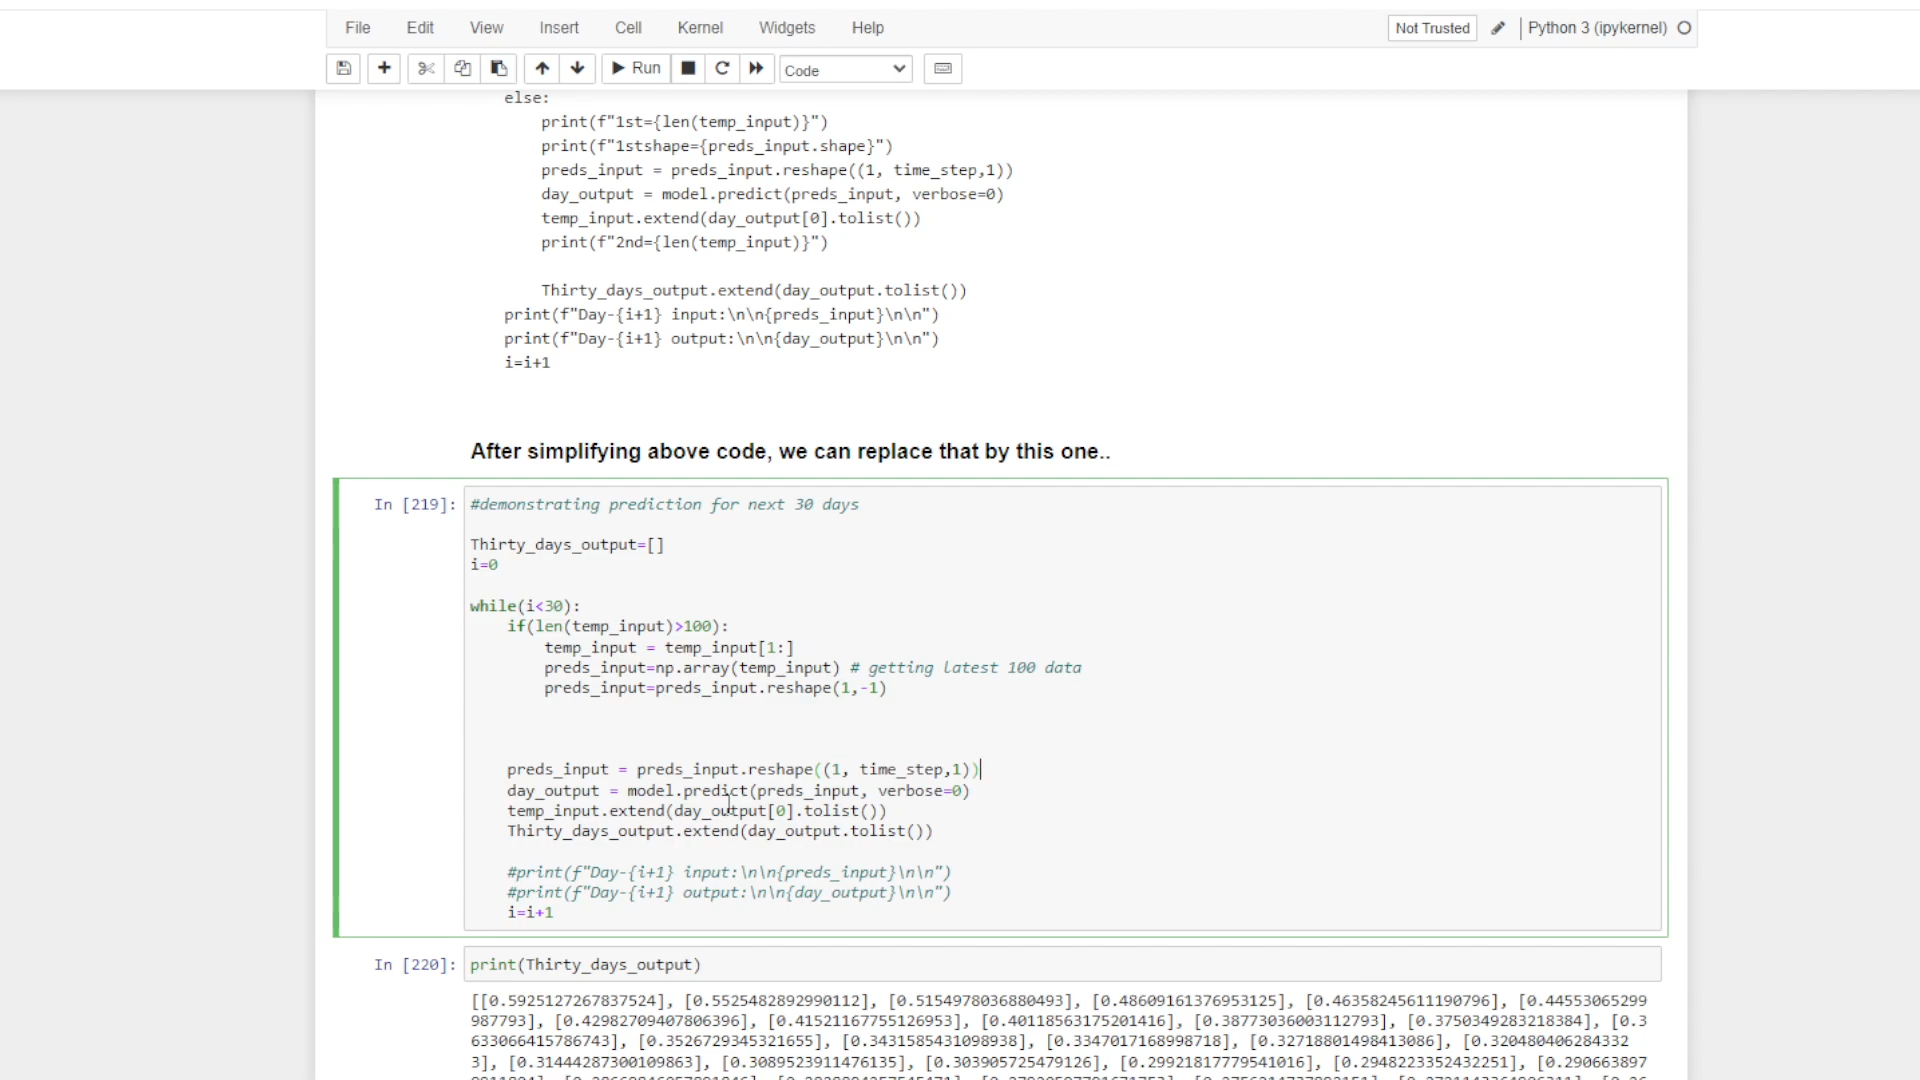 File Edit View Insert Cell Kernel Widgets Help Not Trusted Python 3 (ipykernel)
Run Code
else:
print(f"1st={len(temp_input)}")
print(f"1stshape={preds_input.shape}")
preds_input = preds_input.reshape((1, time_step,1))
day_output = model.predict(preds_input, verbose=0)
temp_input.extend(day_output[0].tolist())
print(f"2nd={len(temp_input)}")
Thirty_days_output.extend(day_output.tolist())
print(f"Day-{i+1} input:\n\n{preds_input}\n\n")
print(f"Day-{i+1} output:\n\n{day_output}\n\n")
i=i+1
After simplifying above code, we can replace that by this one..
In [219]: #demonstrating prediction for next 30 days
Thirty_days_output=[]
i=0
while(i<30):
if(len(temp_input)>100):
temp_input = temp_input[1:]
preds_input=np.array(temp_input) # getting latest 100 data
preds_input=preds_input.reshape(1,-1)
preds_input = preds_input.reshape((1, time_step,1))
day_output = model.predict(preds_input, verbose=0)
temp_input.extend(day_output[0].tolist())
Thirty_days_output.extend(day_output.tolist())
#print(f"Day-{i+1} input:\n\n{preds_input}\n\n")
#print(f"Day-{i+1} output:\n\n{day_output}\n\n")
i=i+1
In [220]: print(Thirty_days_output)
[[0.5925127267837524], [0.5525482892990112], [0.5154978036880493], [0.48609161376953125], [0.46358245611190796], [0.44553065299
987793], [0.42982709407806396], [0.41521167755126953], [0.40118563175201416], [0.38773036003112793], [0.3750349283218384], [0.3
633066415786743], [0.3526729345321655], [0.3431585431098938], [0.3347017168998718], [0.32718801498413086], [0.320480406284332
3], [0.31444287300109863], [0.3089523911476135], [0.303905725479126], [0.29921817779541016], [0.2948223352432251], [0.290663897